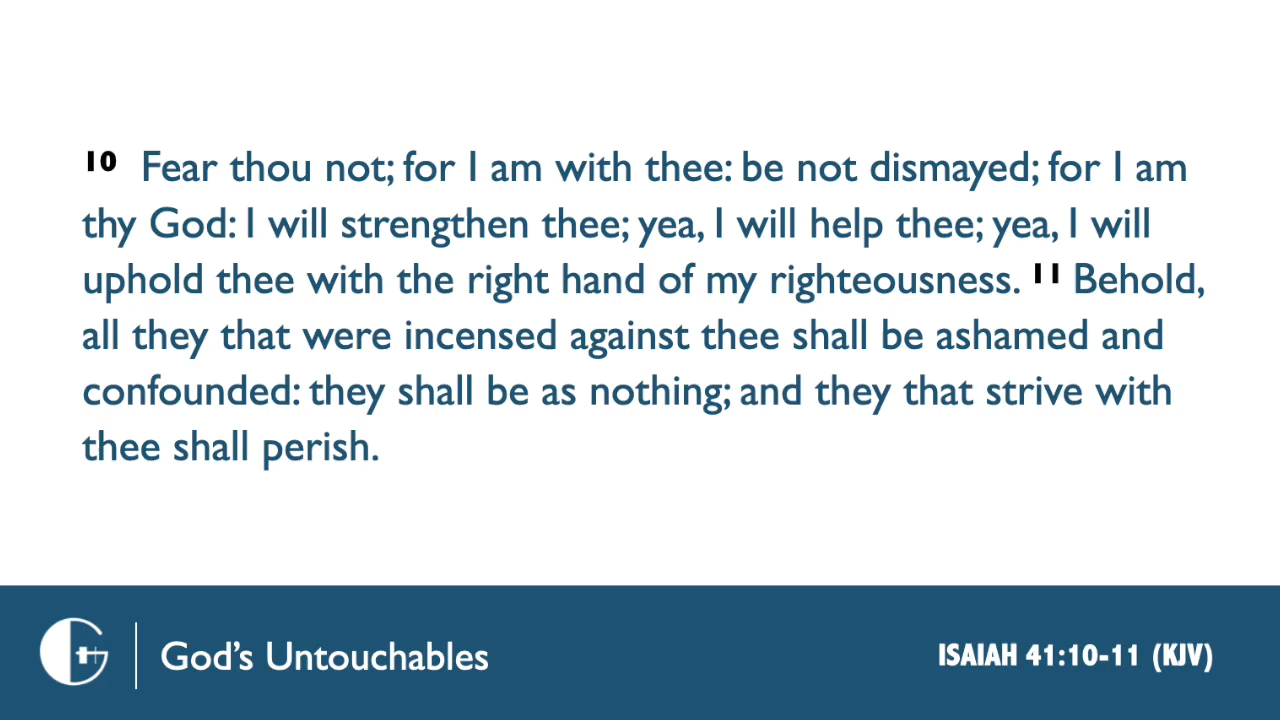 10 Fear thou not; for I am with thee: be not dismayed; for I am
thy God: I will strengthen thee; yea, I will help thee; yea, I will
uphold thee with the right hand of my righteousness. 11 Behold,
all they that were incensed against thee shall be ashamed and
confounded: they shall be as nothing; and they that strive with
thee shall perish.
God’s Untouchables
ISAIAH 41:10-11 (KJV)